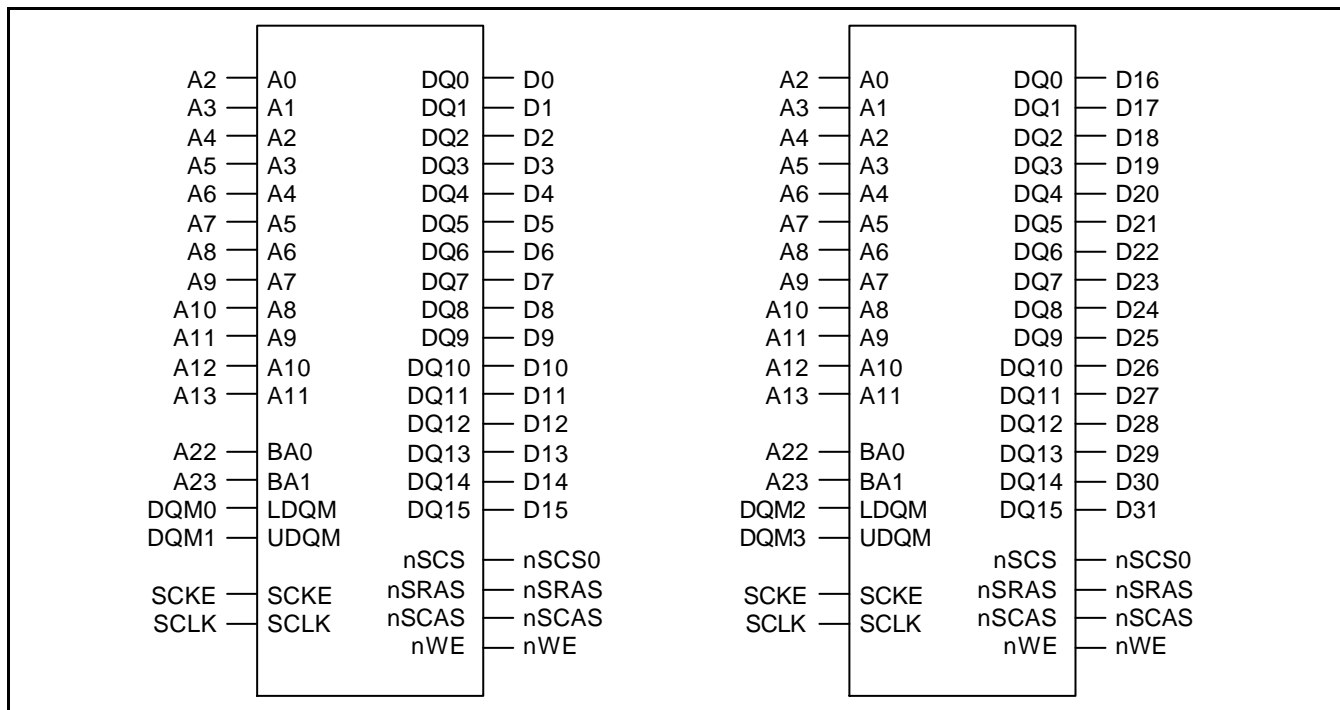 A2 A0 DQ0 D0 A2 A0 DQ0 D16
A3 A1 DQ1 D1 A3 A1 DQ1 D17
A4 A2 DQ2 D2 A4 A2 DQ2 D18
A5 A3 DQ3 D3 A5 A3 DQ3 D19
A6 A4 DQ4 D4 A6 A4 DQ4 D20
A7 A5 DQ5 D5 A7 A5 DQ5 D21
A8 A6 DQ6 D6 A8 A6 DQ6 D22
A9 A7 DQ7 D7 A9 A7 DQ7 D23
A10 A8 DQ8 D8 A10 A8 DQ8 D24
A11 A9 DQ9 D9 A11 A9 DQ9 D25
A12 A10 DQ10 D10 A12 A10 DQ10 D26
A13 A11 DQ11 D11 A13 A11 DQ11 D27
DQ12 D12 DQ12 D28
A22 BA0 DQ13 D13 A22 BA0 DQ13 D29
A23 BA1 DQ14 D14 A23 BA1 DQ14 D30
DQM0 LDQM DQ15 D15 DQM2 LDQM DQ15 D31
DQM1 UDQM DQM3 UDQM
nSCS nSCS0 nSCS nSCS0
SCKE SCKE nSRAS nSRAS SCKE SCKE nSRAS nSRAS
SCLK SCLK nSCAS nSCAS SCLK SCLK nSCAS nSCAS
nWE nWE nWE nWE